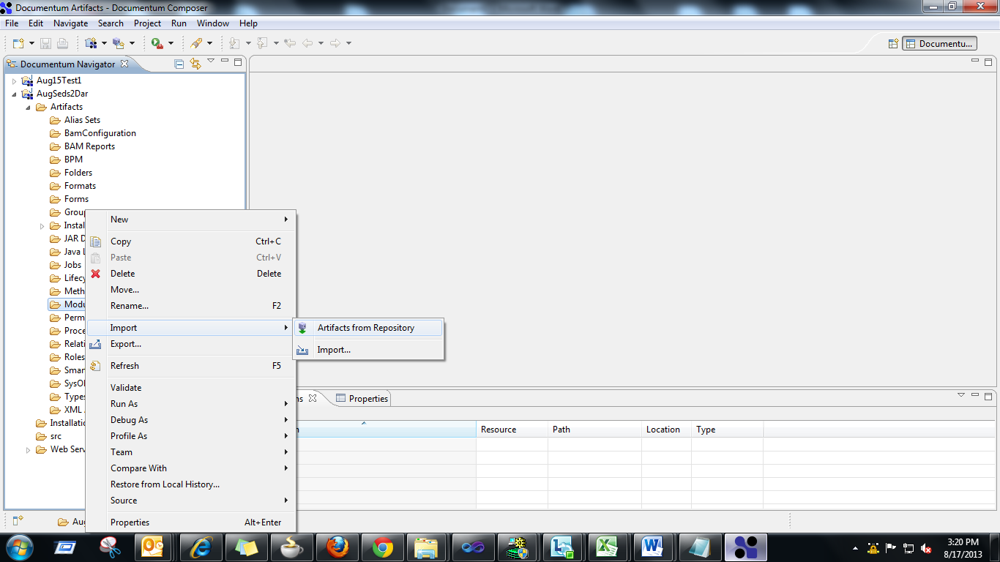 Documentum Artifacts - Documentum Composer
File Edit Navigate Search Project Run Window Help
Documentu...
Documentum Navigator
Aug15Test1
AugSeds2Dar
Artifacts
Alias Sets
BamConfiguration
BAM Reports
BPM
Folders
Formats
Forms
Grou
Instal
JAR D
Java L
Jobs
Lifecy
Meth
Modu
Perm
Proce
Relati
Roles
Smar
SysOl
Types
XML
Installatio
src
Web Serv
New
Copy Ctrl+C
Paste Ctrl+V
Delete Delete
Move...
Rename... F2
Import
Export...
Refresh F5
Validate
Run As
Debug As
Profile As
Team
Compare With
Restore from Local History...
Source
Properties Alt+Enter
Artifacts from Repository
Import...
ns Properties
n Resource Path Location Type
Aug
3:20 PM
8/17/2013